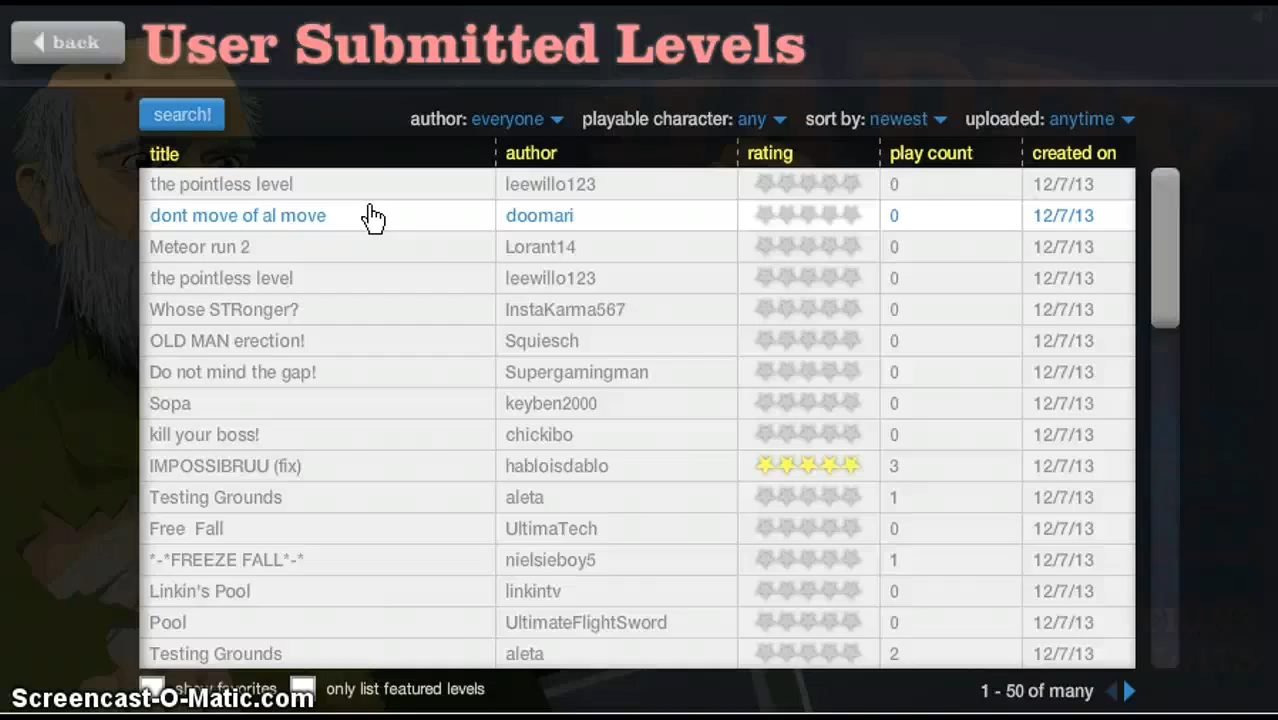 back
User Submitted Levels
search!
author: everyone playable character: any sort by: newest uploaded: anytime
title author rating play count created on
the pointless level leewillo123 0 12/7/13
dont move of al move doomari 0 12/7/13
Meteor run 2 Lorant14 0 12/7/13
the pointless level leewillo123 0 12/7/13
Whose STRonger? InstaKarma567 0 12/7/13
OLD MAN erection! Squiesch 0 12/7/13
Do not mind the gap! Supergamingman 0 12/7/13
Sopa keyben2000 0 12/7/13
kill your boss! chickibo 0 12/7/13
IMPOSSIBRUU (fix) habloisdablo 3 12/7/13
Testing Grounds aleta 1 12/7/13
Free Fall UltimaTech 0 12/7/13
*-*FREEZE FALL*-* nielsieboy5 1 12/7/13
Linkin's Pool linkintv 0 12/7/13
Pool UltimateFlightSword 0 12/7/13
Testing Grounds aleta 2 12/7/13
show favorites only list featured levels 1 - 50 of many
Screencast-O-Matic.com